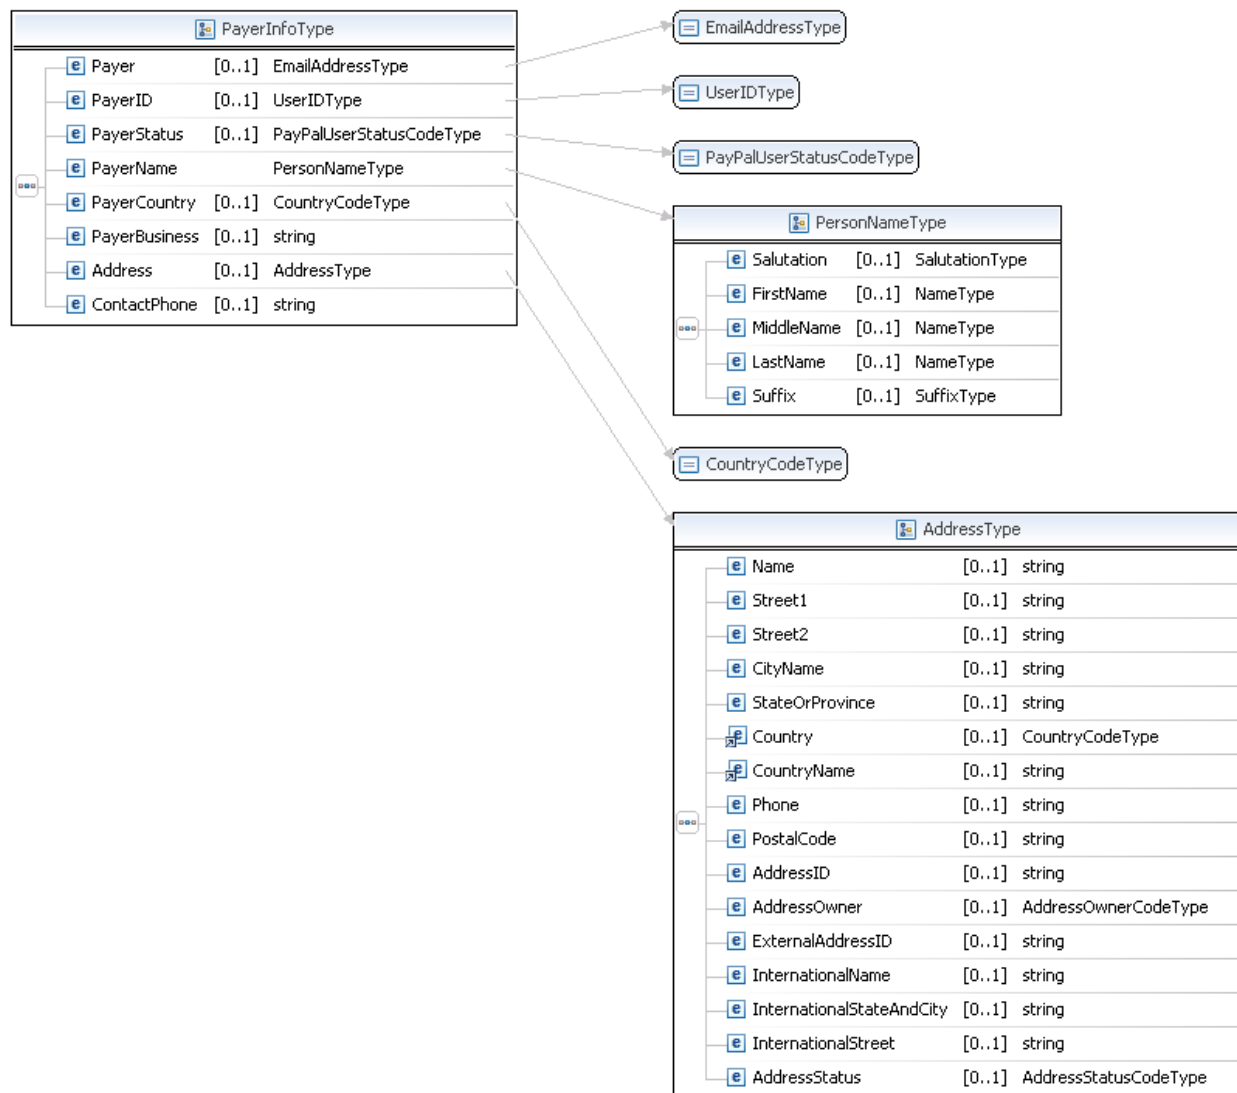 PayerInfoType
e Payer [0..1] EmailAddressType
e PayerID [0..1] UserIDType
e PayerStatus [0..1] PayPalUserStatusCodeType
e PayerName PersonNameType
e PayerCountry [0..1] CountryCodeType
e PayerBusiness [0..1] string
e Address [0..1] AddressType
e ContactPhone [0..1] string
EmailAddressType
UserIDType
PayPalUserStatusCodeType
PersonNameType
e Salutation [0..1] SalutationType
e FirstName [0..1] NameType
e MiddleName [0..1] NameType
e LastName [0..1] NameType
e Suffix [0..1] SuffixType
CountryCodeType
AddressType
e Name [0..1] string
e Street1 [0..1] string
e Street2 [0..1] string
e CityName [0..1] string
e StateOrProvince [0..1] string
e Country [0..1] CountryCodeType
e CountryName [0..1] string
e Phone [0..1] string
e PostalCode [0..1] string
e AddressID [0..1] string
e AddressOwner [0..1] AddressOwnerCodeType
e ExternalAddressID [0..1] string
e InternationalName [0..1] string
e InternationalStateAndCity [0..1] string
e InternationalStreet [0..1] string
e AddressStatus [0..1] AddressStatusCodeType